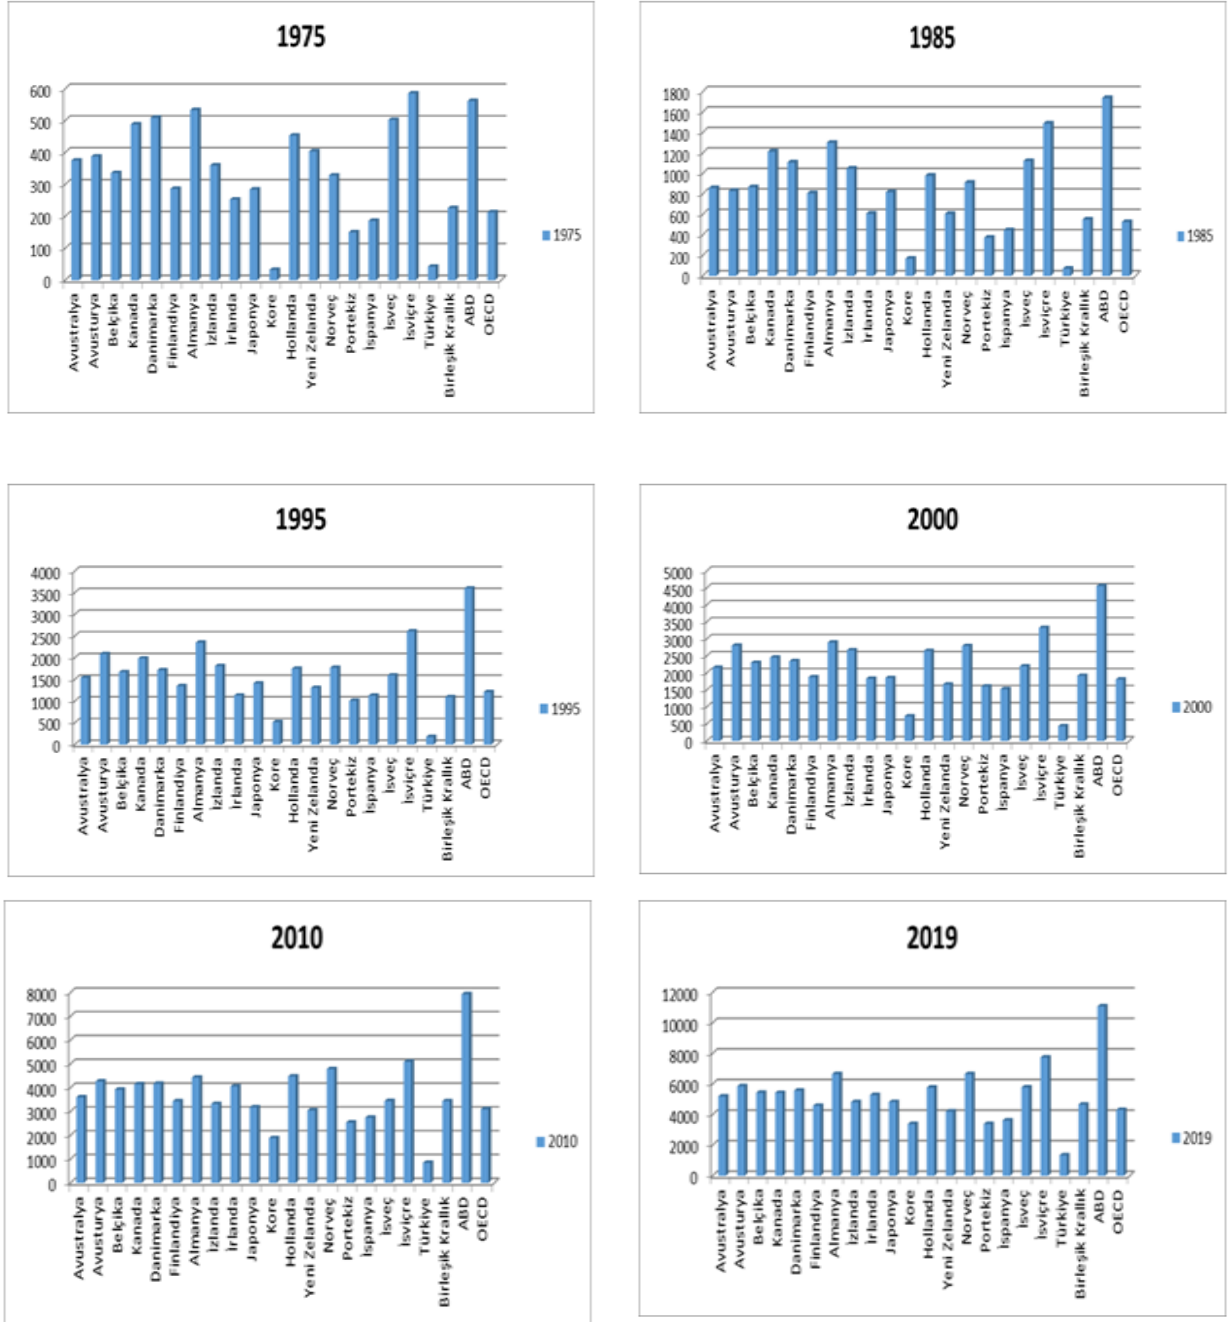 1975
600
500
400
300
200
100
0
Avustralya
Avusturya
Belçika
Kanada
Danimarka
Finlandiya
Almanya
İzlanda
İrlanda
Japonya
Kore
Hollanda
Yeni Zelanda
Norveç
Portekiz
İspanya
İsveç
İsviçre
Türkiye
Birleşik Krallık
ABD
OECD
1975
1985
1800
1600
1400
1200
1000
800
600
400
200
0
Avustralya
Avusturya
Belçika
Kanada
Danimarka
Finlandiya
Almanya
İzlanda
İrlanda
Japonya
Kore
Hollanda
Yeni Zelanda
Norveç
Portekiz
İspanya
İsveç
İsviçre
Türkiye
Birleşik Krallık
ABD
OECD
1985
1995
4000
3500
3000
2500
2000
1500
1000
500
0
Avustralya
Avusturya
Belçika
Kanada
Danimarka
Finlandiya
Almanya
İzlanda
İrlanda
Japonya
Kore
Hollanda
Yeni Zelanda
Norveç
Portekiz
İspanya
İsveç
İsviçre
Türkiye
Birleşik Krallık
ABD
OECD
1995
2000
5000
4500
4000
3500
3000
2500
2000
1500
1000
500
0
Avustralya
Avusturya
Belçika
Kanada
Danimarka
Finlandiya
Almanya
İzlanda
İrlanda
Japonya
Kore
Hollanda
Yeni Zelanda
Norveç
Portekiz
İspanya
İsveç
İsviçre
Türkiye
Birleşik Krallık
ABD
OECD
2000
2010
8000
7000
6000
5000
4000
3000
2000
1000
0
Avustralya
Avusturya
Belçika
Kanada
Danimarka
Finlandiya
Almanya
İzlanda
İrlanda
Japonya
Kore
Hollanda
Yeni Zelanda
Norveç
Portekiz
İspanya
İsveç
İsviçre
Türkiye
Birleşik Krallık
ABD
OECD
2010
2019
12000
10000
8000
6000
4000
2000
0
Avustralya
Avusturya
Belçika
Kanada
Danimarka
Finlandiya
Almanya
İzlanda
İrlanda
Japonya
Kore
Hollanda
Yeni Zelanda
Norveç
Portekiz
İspanya
İsveç
İsviçre
Türkiye
Birleşik Krallık
ABD
OECD
2019